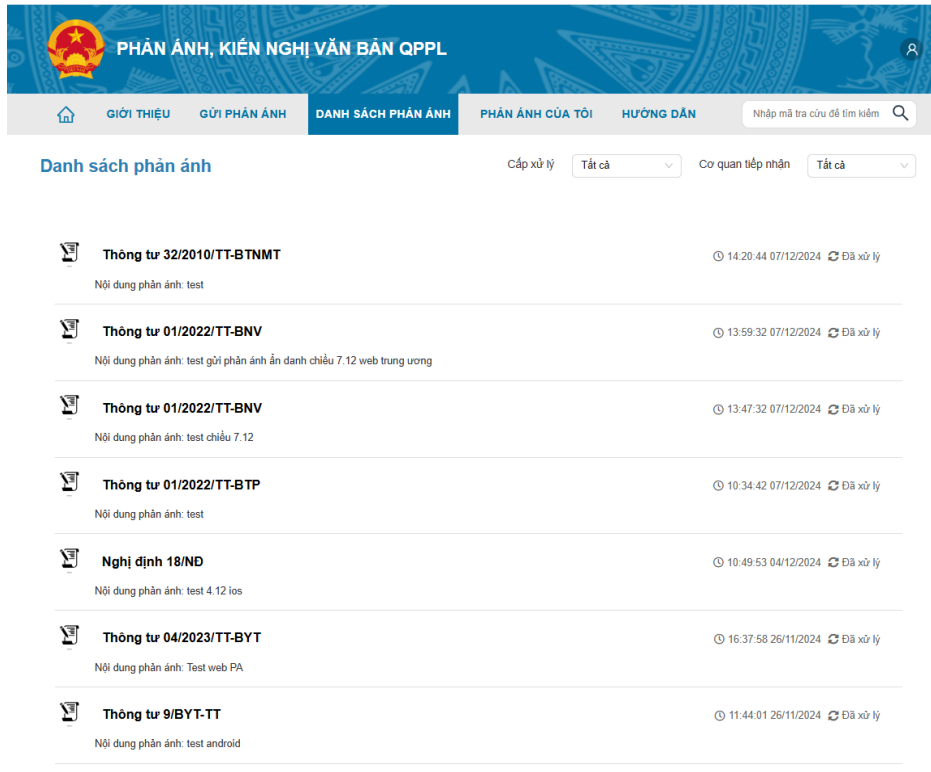 PHẢN ÁNH, KIẾN NGHỊ VĂN BẢN QPPL
GIỚI THIỆU GỬI PHẢN ÁNH DANH SÁCH PHẢN ÁNH PHẢN ÁNH CỦA TÔI HƯỚNG DẪN Nhập mã tra cứu để tìm kiếm
Danh sách phản ánh Cấp xử lý Tất cả Cơ quan tiếp nhận Tất cả
Thông tư 32/2010/TT-BTNMT 14:20:44 07/12/2024 Đã xử lý
Nội dung phản ánh: test
Thông tư 01/2022/TT-BNV 13:59:32 07/12/2024 Đã xử lý
Nội dung phản ánh: test gửi phản ánh ẩn danh chiều 7.12 web trung ương
Thông tư 01/2022/TT-BNV 13:47:32 07/12/2024 Đã xử lý
Nội dung phản ánh: test chiều 7.12
Thông tư 01/2022/TT-BTP 10:34:42 07/12/2024 Đã xử lý
Nội dung phản ánh: test
Nghị định 18/NĐ 10:49:53 04/12/2024 Đã xử lý
Nội dung phản ánh: test 4.12 ios
Thông tư 04/2023/TT-BYT 16:37:58 26/11/2024 Đã xử lý
Nội dung phản ánh: Test web PA
Thông tư 9/BYT-TT 11:44:01 26/11/2024 Đã xử lý
Nội dung phản ánh: test android